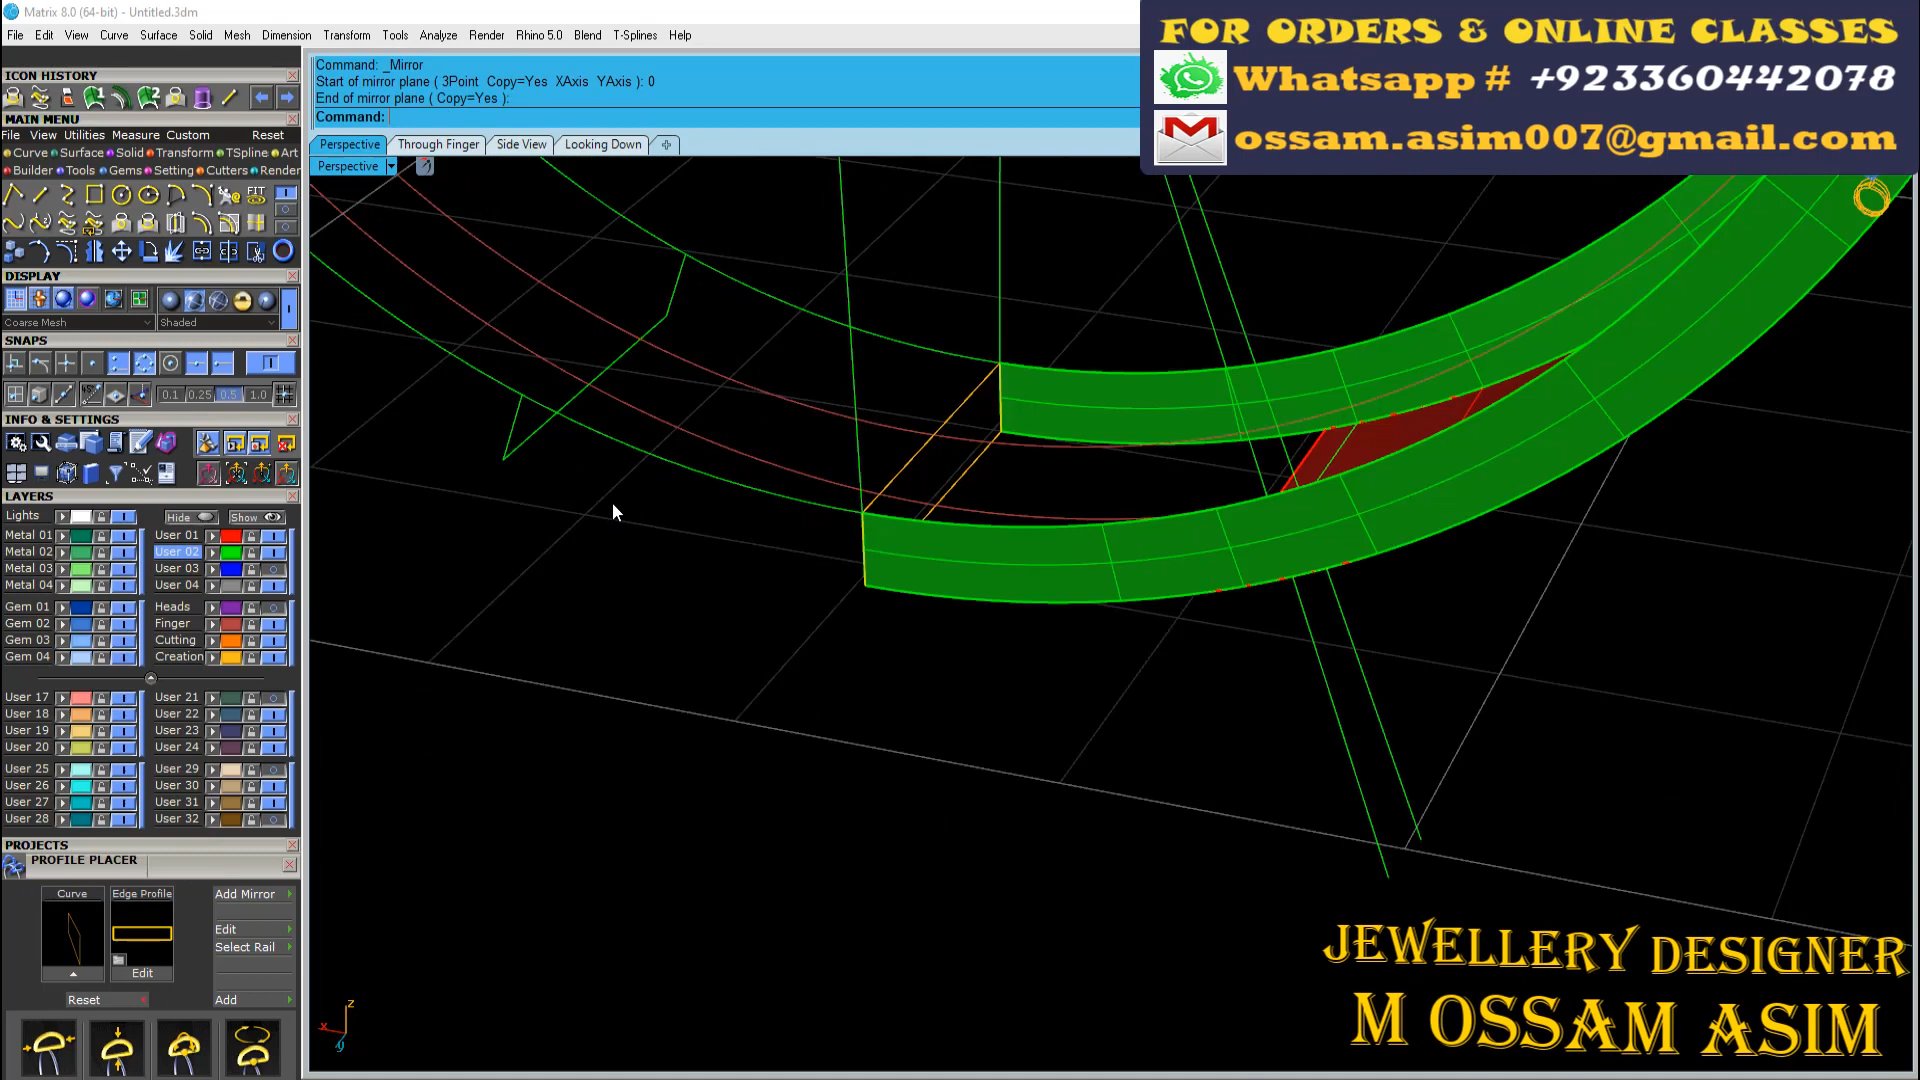 Matrix 8.0 (64-bit) - Untitled.3dm
File Edit View Curve Surface Solid Mesh Dimension Transform Tools Analyze Render Rhino 5.0 Blend T-Splines Help
FOR ORDERS & ONLINE CLASSES
Whatsapp # +923360442078
ossam.asim007@gmail.com
ICON HISTORY
1 2
MAIN MENU
File View Utilities Measure Custom Reset
Curve Surface Solid Transform TSpline Art
Builder Tools Gems Setting Cutters Render
FIT
Command: _Mirror
Start of mirror plane ( 3Point Copy=Yes XAxis YAxis ): 0
End of mirror plane ( Copy=Yes ):
Command:
Perspective Through Finger Side View Looking Down
Perspective
DISPLAY
Coarse Mesh Shaded
SNAPS
0.1 0.25 0.5 1.0
INFO & SETTINGS
LAYERS
Lights Hide Show
Metal 01 User 01
Metal 02 User 02
Metal 03 User 03
Metal 04 User 04
Gem 01 Heads
Gem 02 Finger
Gem 03 Cutting
Gem 04 Creation
User 17 User 21
User 18 User 22
User 19 User 23
User 20 User 24
User 25 User 29
User 26 User 30
User 27 User 31
User 28 User 32
PROJECTS
PROFILE PLACER
Curve Edge Profile Add Mirror
Edit
Select Rail
Edit
Reset Add
z
x
y
JEWELLERY DESIGNER
M OSSAM ASIM